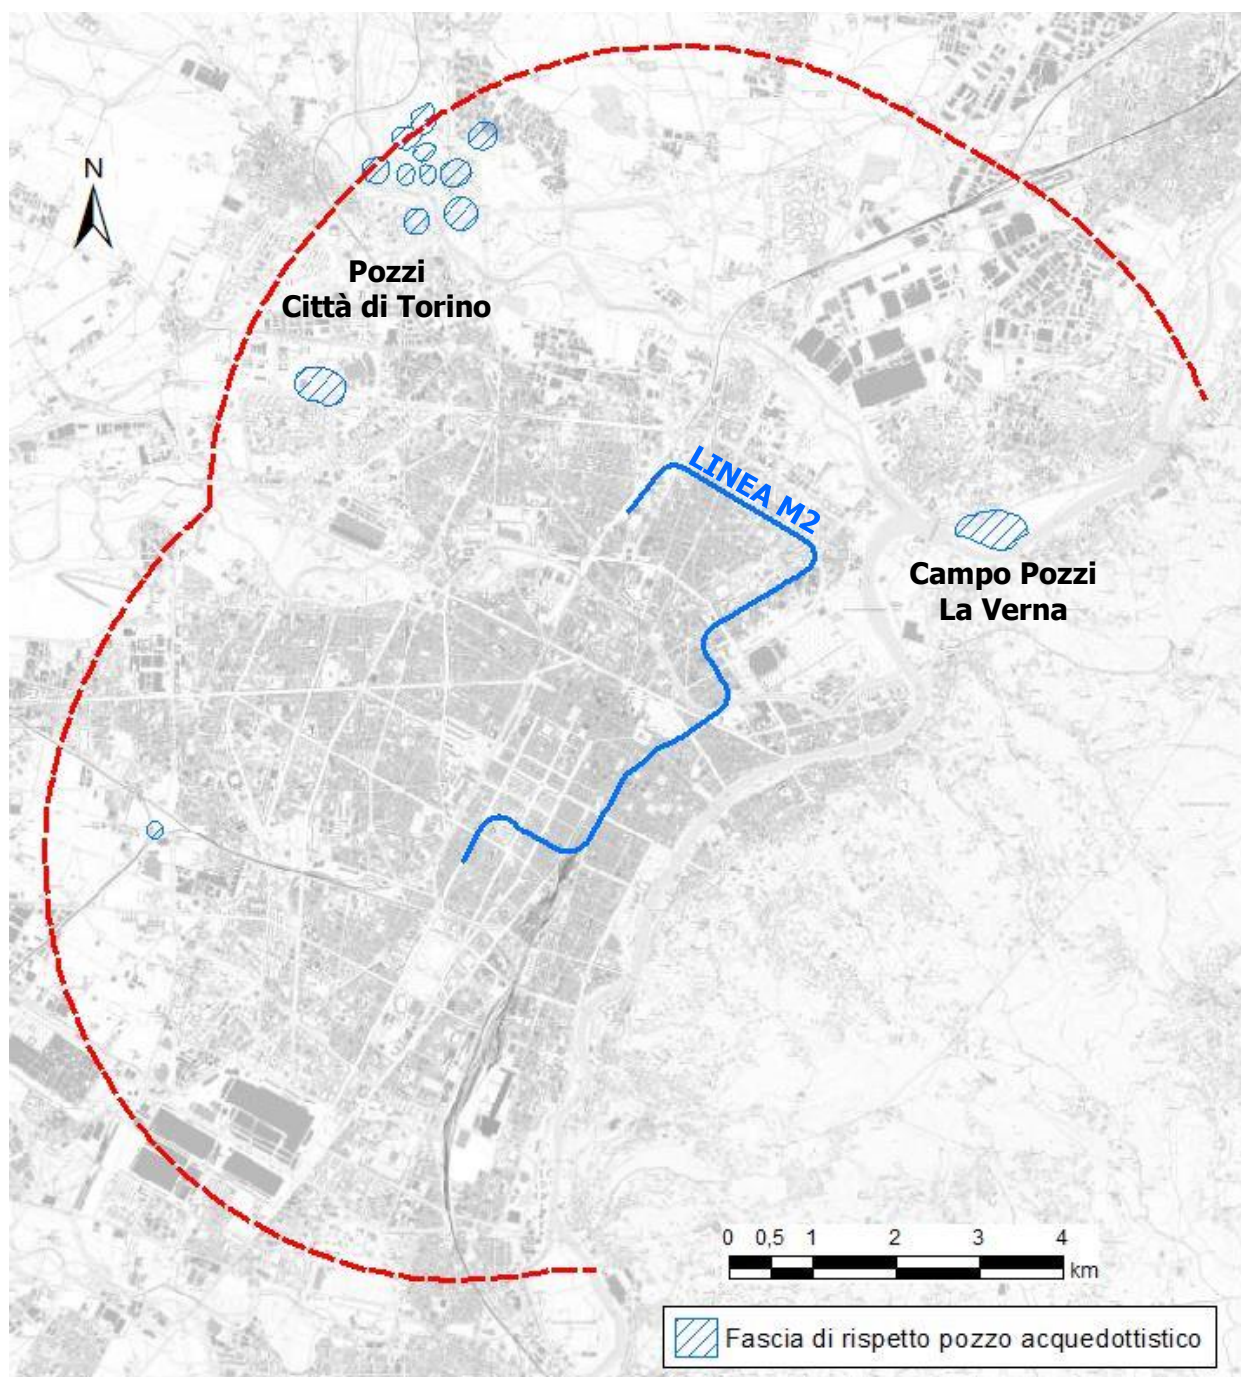 N
Pozzi
Città di Torino
LINEA M2
Campo Pozzi
La Verna
0 0,5 1 2 3 4
km
Fascia di rispetto pozzo acquedottistico